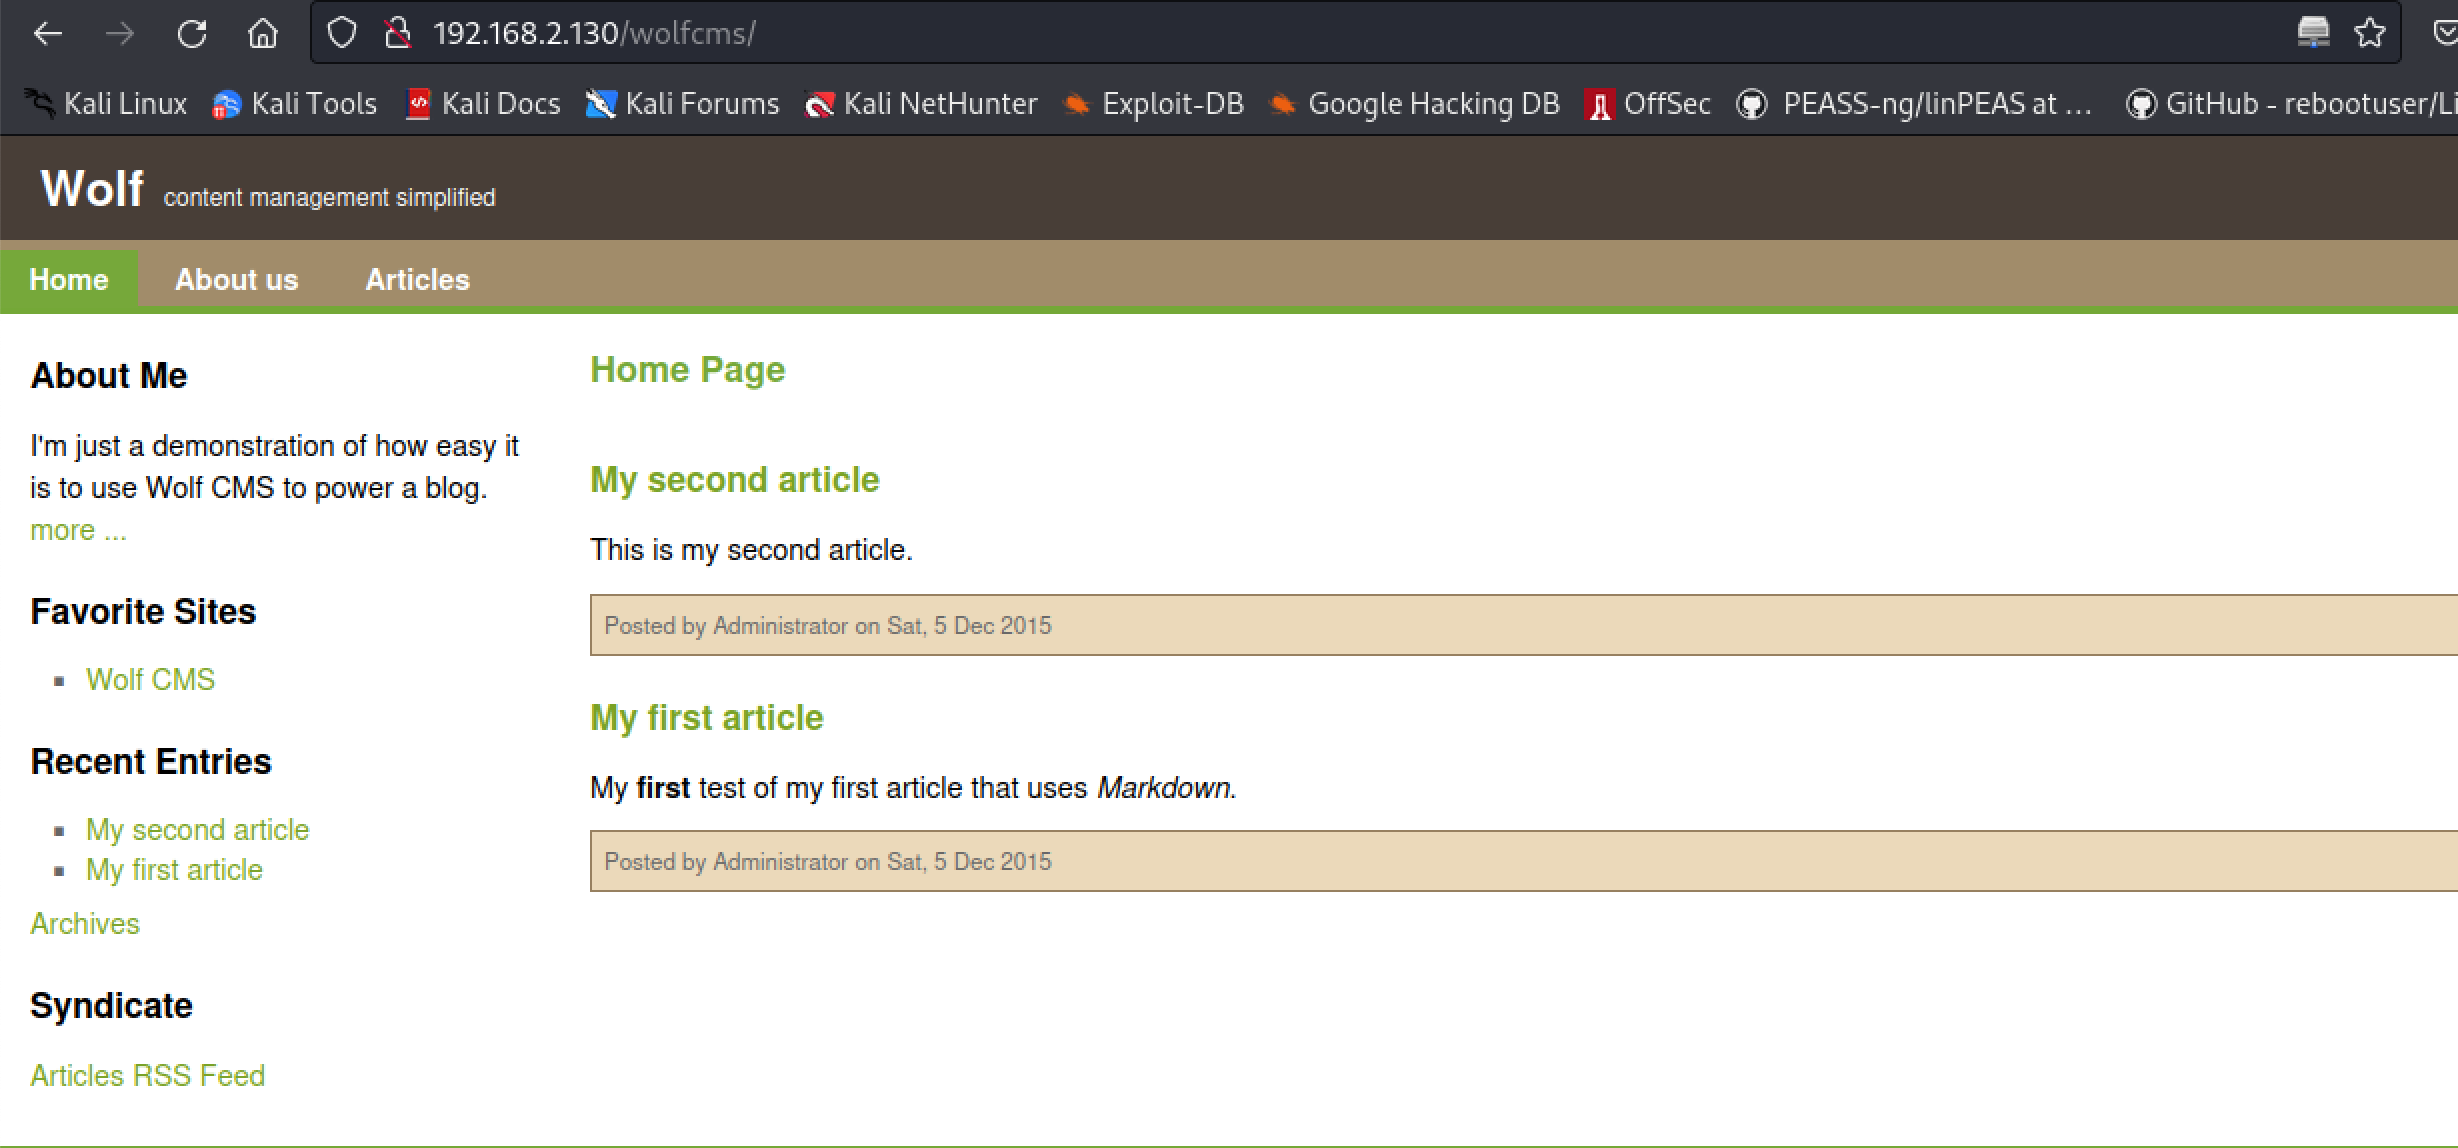 192.168.2.130/wolfcms/
Kali Linux Kali Tools Kali Docs Kali Forums Kali NetHunter Exploit-DB Google Hacking DB OffSec PEASS-ng/linPEAS at ... GitHub - rebootuser/Li
Wolf content management simplified
Home About us Articles
About Me
I'm just a demonstration of how easy it
is to use Wolf CMS to power a blog.
more ...
Favorite Sites
Wolf CMS
Recent Entries
My second article
My first article
Archives
Syndicate
Articles RSS Feed
Home Page
My second article
This is my second article.
Posted by Administrator on Sat, 5 Dec 2015
My first article
My first test of my first article that uses Markdown.
Posted by Administrator on Sat, 5 Dec 2015